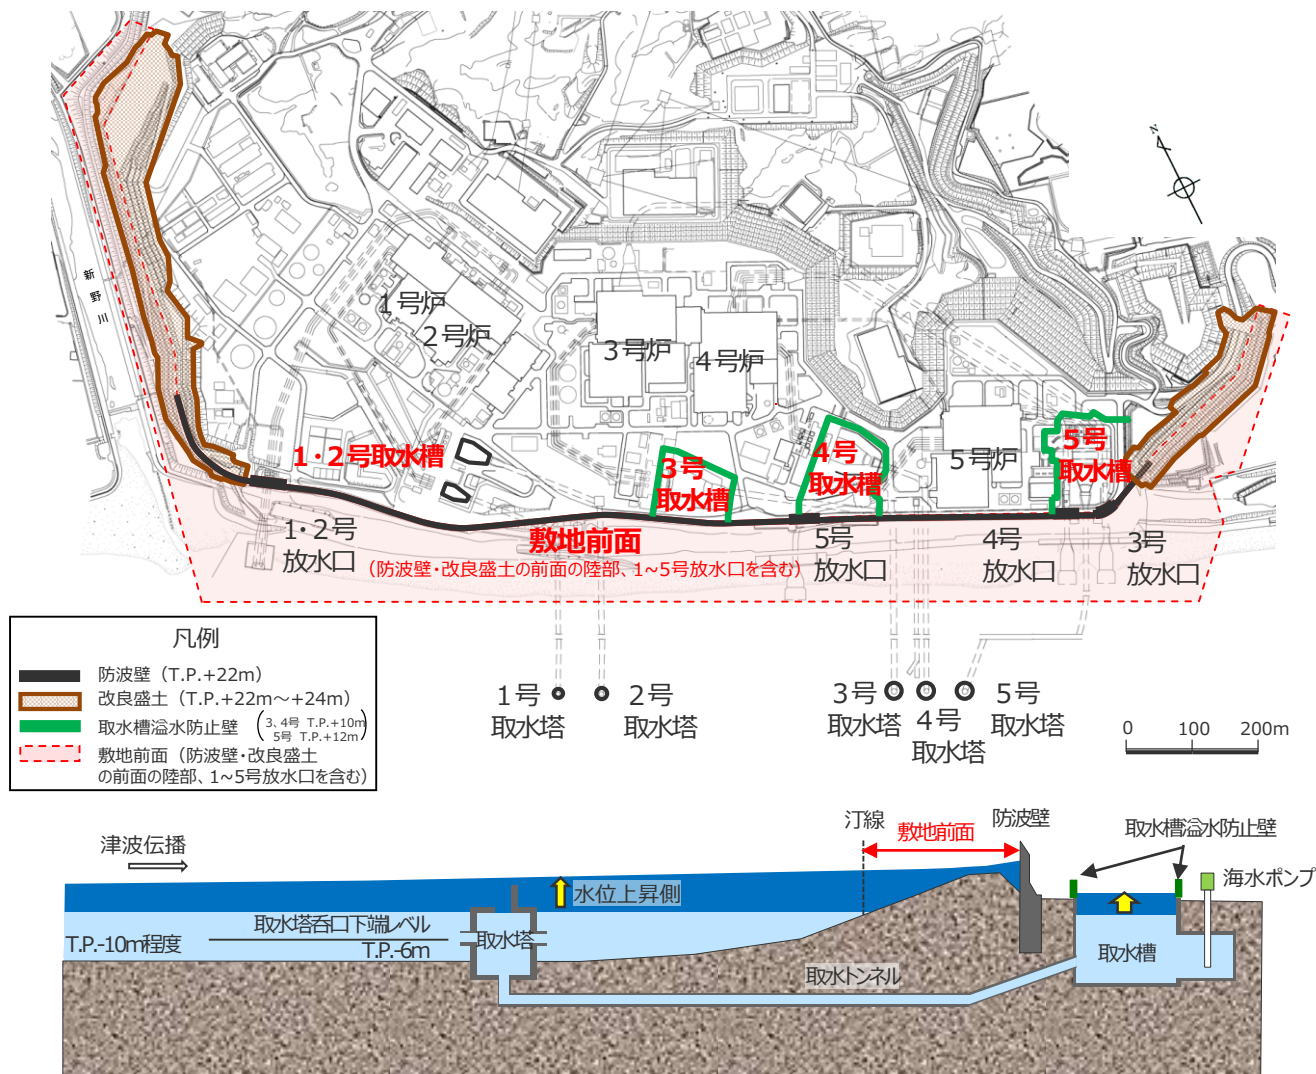 N
新野川
1号炉
2号炉
3号炉
4号炉
5号炉
1・2号取水槽
3号
取水槽
4号
取水槽
5号
取水槽
敷地前面
（防波壁・改良盛土の前面の陸部、1~5号放水口を含む）
1・2号
放水口
5号
放水口
4号
放水口
3号
放水口
凡例
防波壁（T.P.+22m）
改良盛土（T.P.+22m～+24m）
取水槽溢水防止壁（3、4号 T.P.+10m
5号 T.P.+12m）
敷地前面（防波壁・改良盛土
の前面の陸部、1~5号放水口を含む）
1号
取水塔
2号
取水塔
3号
取水塔
4号
取水塔
5号
取水塔
0 100 200m
津波伝播
汀線
敷地前面
防波壁
取水槽溢水防止壁
海水ポンプ
水位上昇側
取水塔呑口下端レベル
T.P.-10m程度
T.P.-6m
取水塔
取水槽
取水トンネル